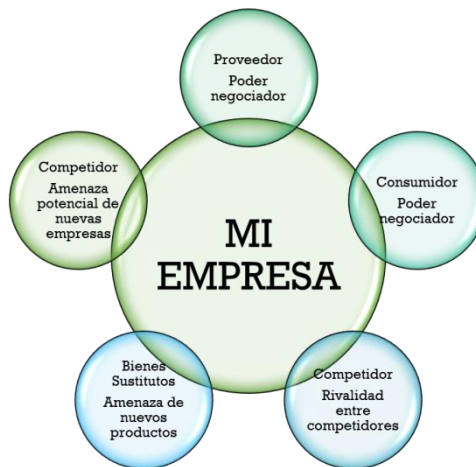 Proveedor
Poder
negociador
Competidor
Amenaza
potencial de
nuevas
empresas
Consumidor
Poder
negociador
MI
EMPRESA
Bienes
Sustitutos
Amenaza de
nuevos
productos
Competidor
Rivalidad
entre
competidores